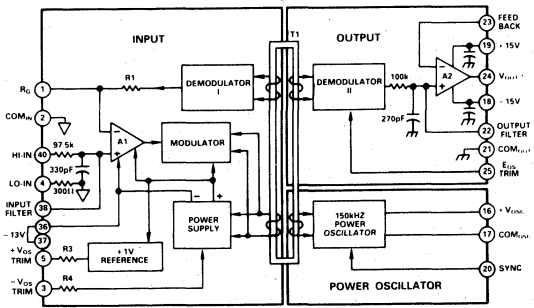 INPUT
T1
OUTPUT
RG 1
COMIN 2
HI-IN 40
LO-IN 4
INPUT FILTER 38
36
-13V 37
+VOS TRIM 5
-VOS TRIM 3
R1
DEMODULATOR I
A1
97.5k
330pF
300Ω
MODULATOR
- +
POWER SUPPLY
R3
+1V REFERENCE
R4
DEMODULATOR II
100k
270pF
A2
23 FEED BACK
19 +15V
24 VOUT
18 -15V
22 OUTPUT FILTER
21 COMOUT
25 EOS TRIM
150kHZ POWER OSCILLATOR
16 +VOSC
17 COMOSC
20 SYNC
POWER OSCILLATOR